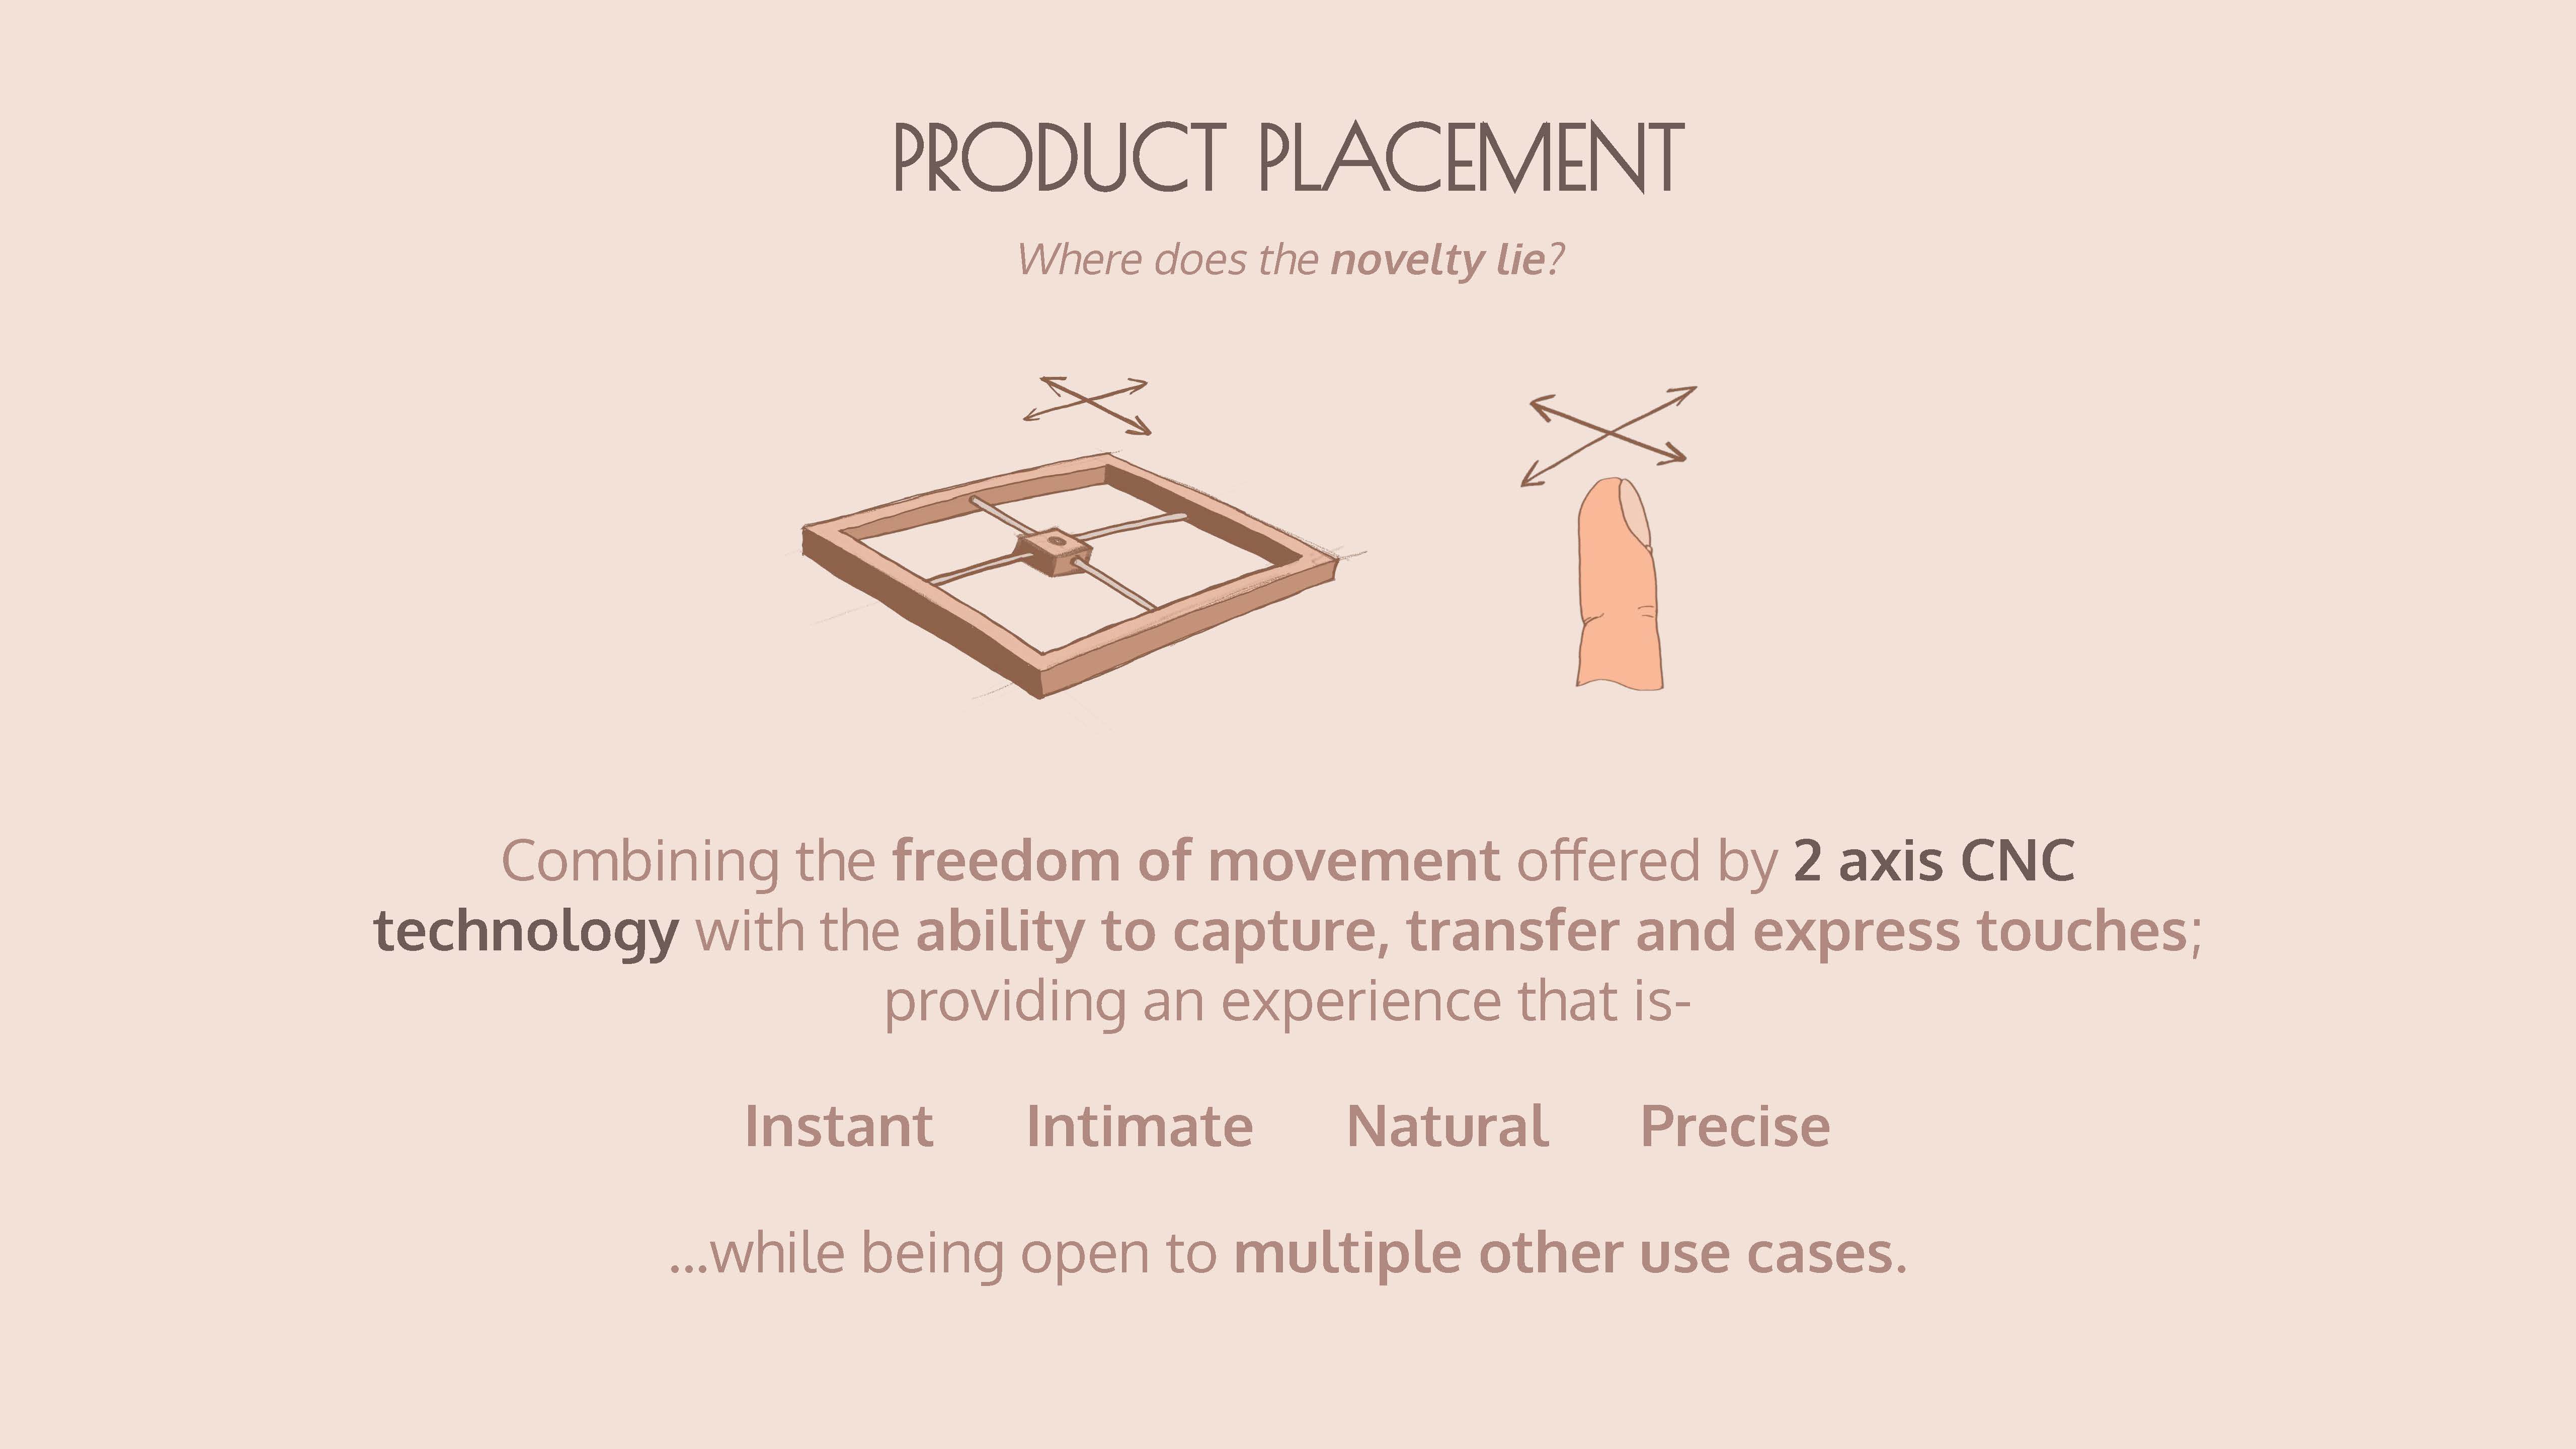 PRODUCT PLACEMENT
Where does the novelty lie?
Combining the freedom of movement offered by 2 axis CNC
technology with the ability to capture, transfer and express touches;
providing an experience that is-
Instant Intimate Natural Precise
...while being open to multiple other use cases.